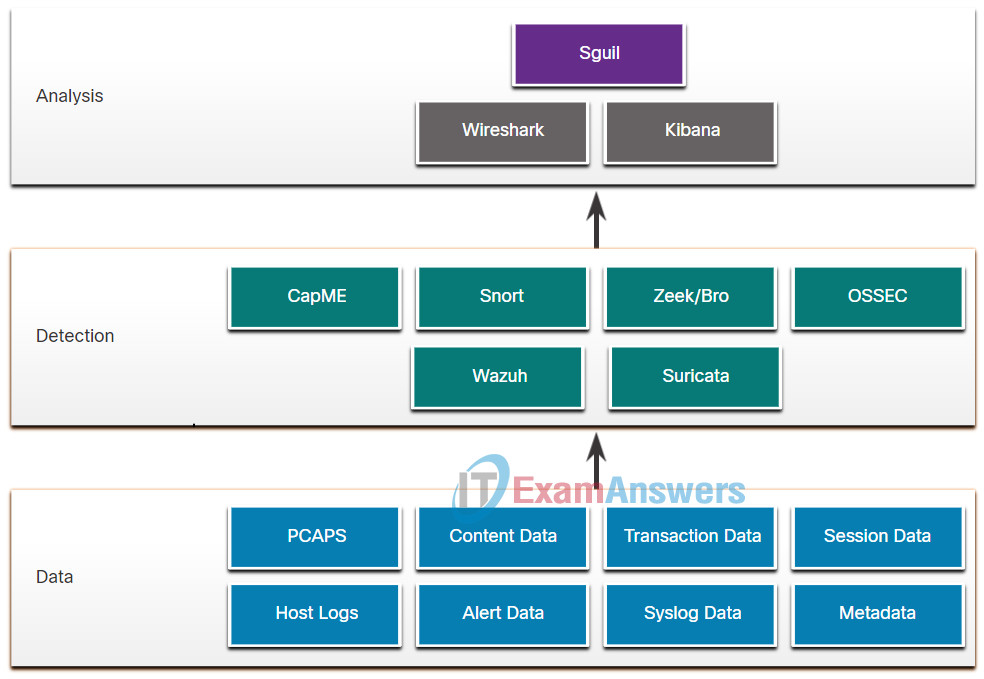 Sguil
Analysis
Wireshark Kibana
CapME Snort Zeek/Bro OSSEC
Detection
Wazuh Suricata
ITExamAnswers
PCAPS Content Data Transaction Data Session Data
Data
Host Logs Alert Data Syslog Data Metadata